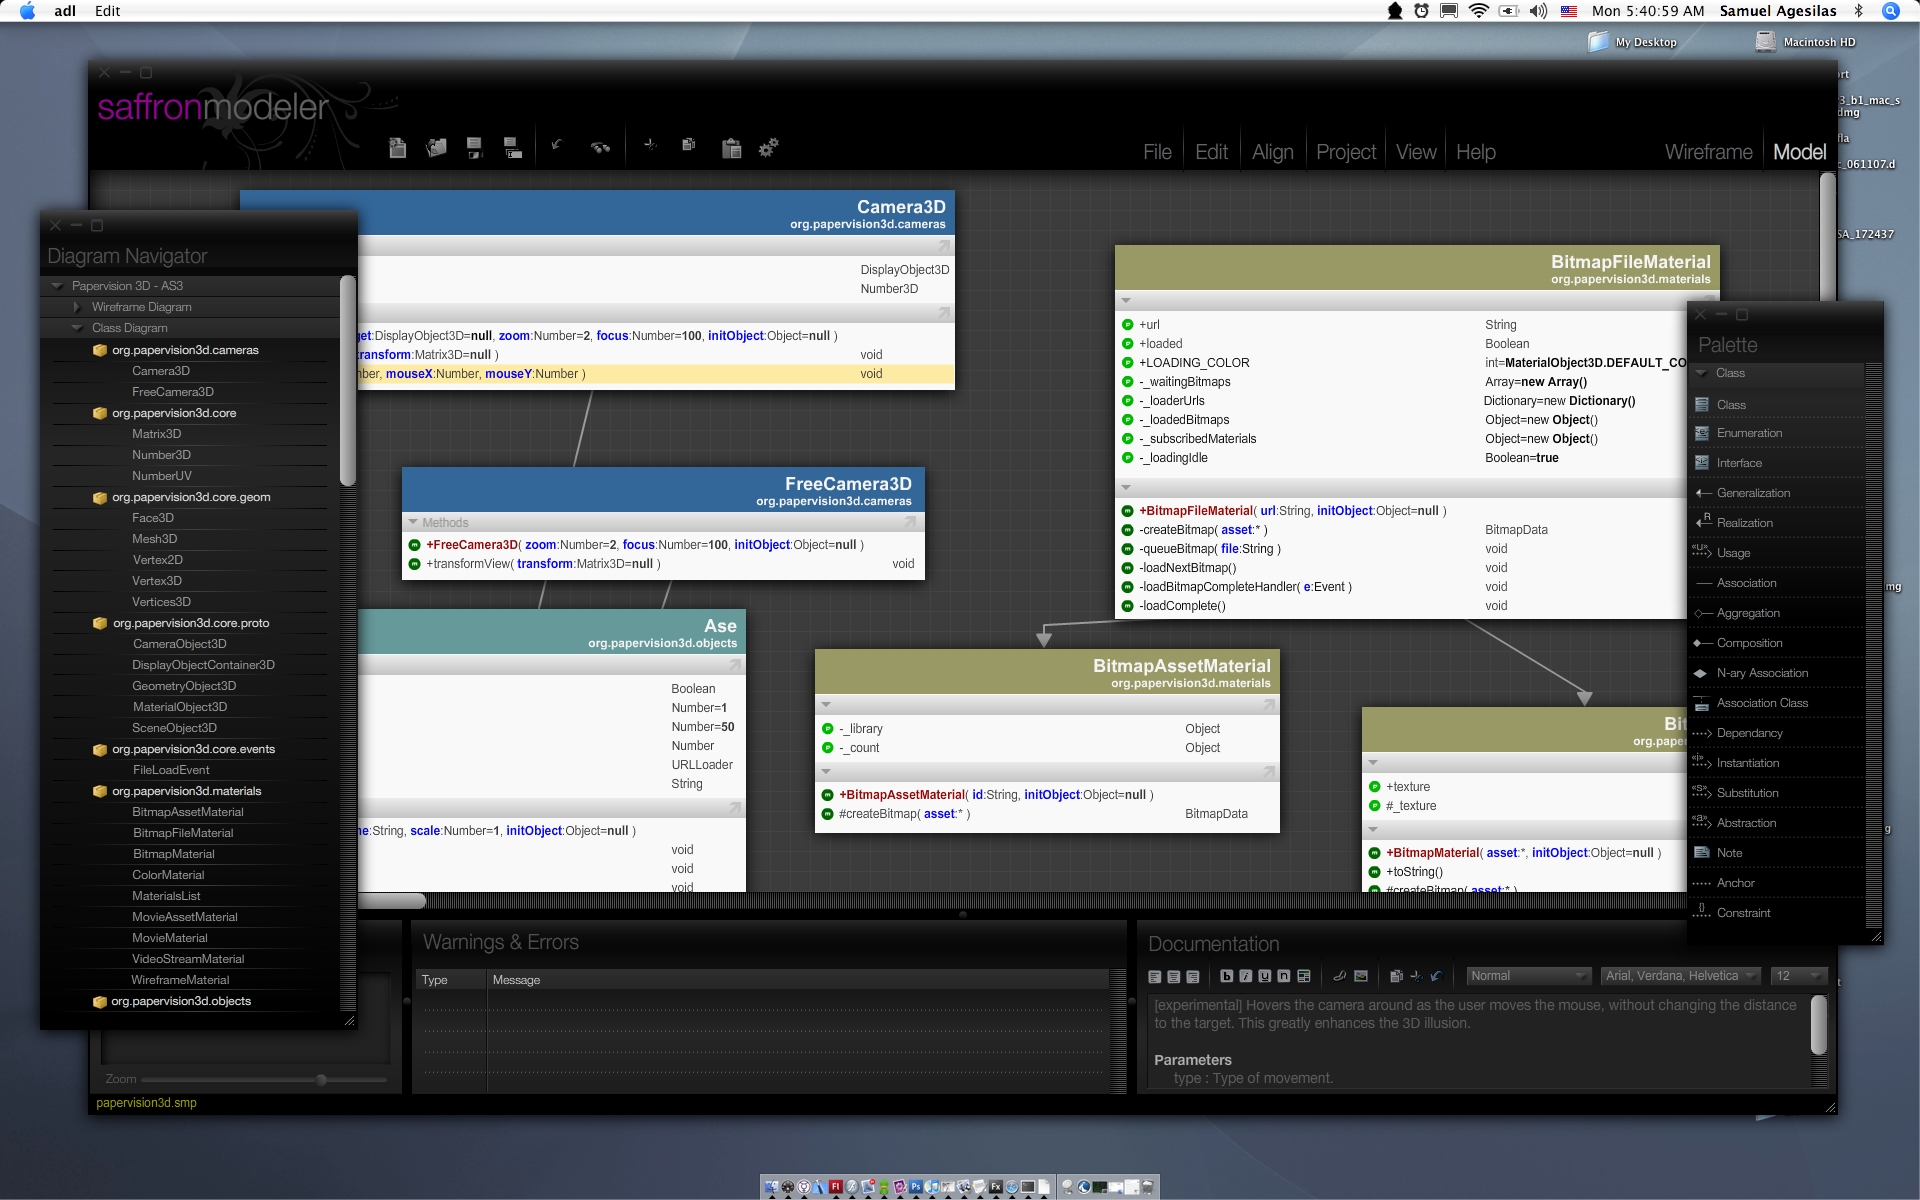 adl Edit
Mon 5:40:59 AM Samuel Agesilas
My Desktop
Macintosh HD
saffronmodeler
File Edit Align Project View Help
Wireframe Model
3_b1_mac_s
dmg
c_061107.d
SA_172437
mg
Diagram Navigator
Papervision 3D - AS3
Wireframe Diagram
Class Diagram
org.papervision3d.cameras
Camera3D
FreeCamera3D
org.papervision3d.core
Matrix3D
Number3D
NumberUV
org.papervision3d.core.geom
Face3D
Mesh3D
Vertex2D
Vertex3D
Vertices3D
org.papervision3d.core.proto
CameraObject3D
DisplayObjectContainer3D
GeometryObject3D
MaterialObject3D
SceneObject3D
org.papervision3d.core.events
FileLoadEvent
org.papervision3d.materials
BitmapAssetMaterial
BitmapFileMaterial
BitmapMaterial
ColorMaterial
MaterialsList
MovieAssetMaterial
MovieMaterial
VideoStreamMaterial
WireframeMaterial
org.papervision3d.objects
Camera3D
org.papervision3d.cameras
DisplayObject3D
Number3D
get:DisplayObject3D=null, zoom:Number=2, focus:Number=100, initObject:Object=null )
transform:Matrix3D=null ) void
nber, mouseX:Number, mouseY:Number ) void
FreeCamera3D
org.papervision3d.cameras
Methods
+FreeCamera3D( zoom:Number=2, focus:Number=100, initObject:Object=null )
+transformView( transform:Matrix3D=null ) void
Ase
org.papervision3d.objects
Boolean
Number=1
Number=50
Number
URLLoader
String
ne:String, scale:Number=1, initObject:Object=null )
void
void
void
BitmapFileMaterial
org.papervision3d.materials
+url String
+loaded Boolean
+LOADING_COLOR int=MaterialObject3D.DEFAULT_CO
-_waitingBitmaps Array=new Array()
-_loaderUrls Dictionary=new Dictionary()
-_loadedBitmaps Object=new Object()
-_subscribedMaterials Object=new Object()
-_loadingIdle Boolean=true
+BitmapFileMaterial( url:String, initObject:Object=null )
-createBitmap( asset:* ) BitmapData
-queueBitmap( file:String ) void
-loadNextBitmap() void
-loadBitmapCompleteHandler( e:Event ) void
-loadComplete() void
BitmapAssetMaterial
org.papervision3d.materials
-_library Object
-_count Object
+BitmapAssetMaterial( id:String, initObject:Object=null )
#createBitmap( asset:* ) BitmapData
Bit
org.paper
+texture
#_texture
+BitmapMaterial( asset:*, initObject:Object=null )
+toString()
#createBitmap( asset:* )
Palette
Class
Class
Enumeration
Interface
Generalization
Realization
Usage
Association
Aggregation
Composition
N-ary Association
Association Class
Dependancy
Instantiation
Substitution
Abstraction
Note
Anchor
Constraint
Warnings & Errors
Type Message
Documentation
Normal Arial, Verdana, Helvetica 12
[experimental] Hovers the camera around as the user moves the mouse, without changing the distance
to the target. This greatly enhances the 3D illusion.
Parameters
type : Type of movement.
Zoom
papervision3d.smp